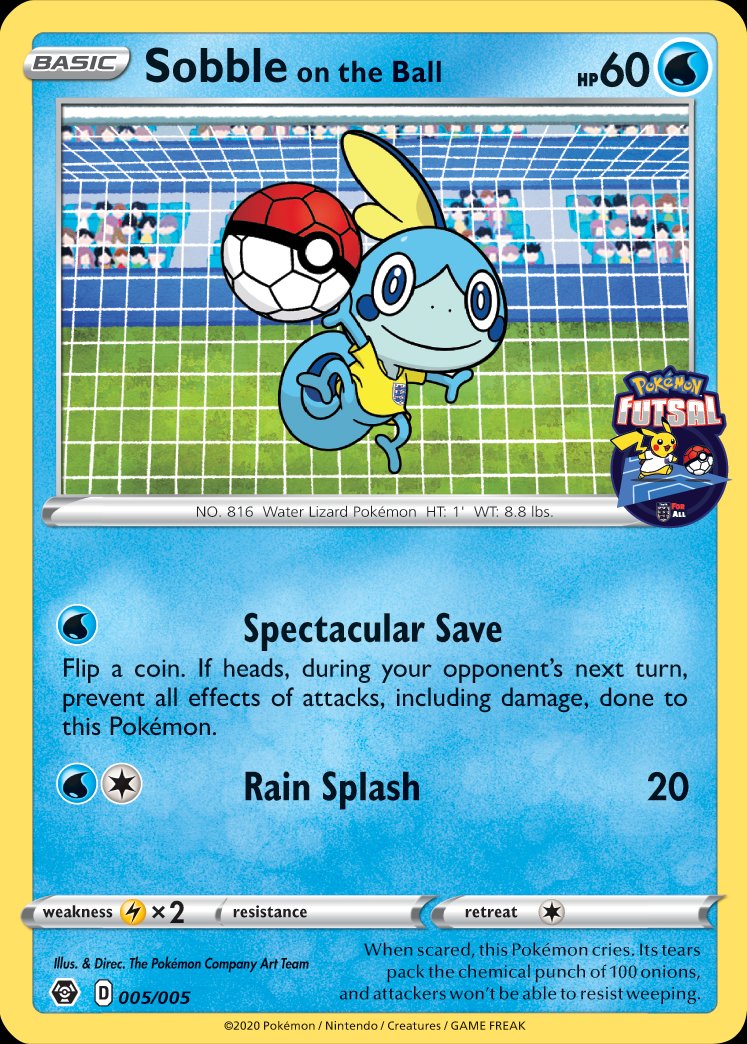 BASIC Sobble on the Ball HP60
Pokémon
FUTSAL
For
All
NO. 816 Water Lizard Pokémon HT: 1' WT: 8.8 lbs.
Spectacular Save
Flip a coin. If heads, during your opponent's next turn,
prevent all effects of attacks, including damage, done to
this Pokémon.
Rain Splash 20
weakness ×2 resistance retreat
Illus. & Direc. The Pokémon Company Art Team
D 005/005
When scared, this Pokémon cries. Its tears
pack the chemical punch of 100 onions,
and attackers won't be able to resist weeping.
©2020 Pokémon / Nintendo / Creatures / GAME FREAK